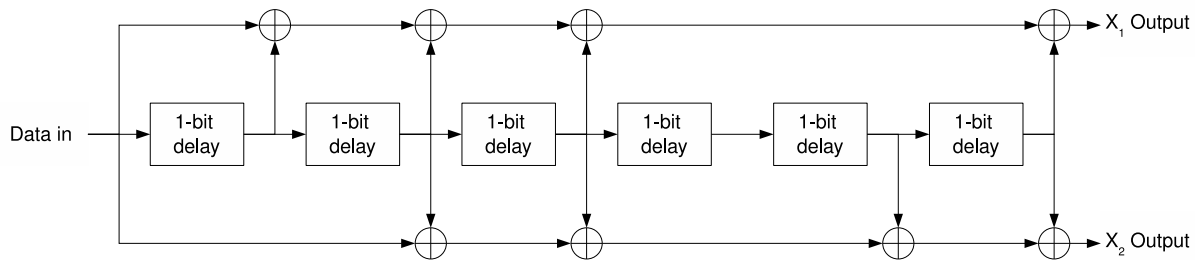 X₁ Output
Data in
1-bit
delay
1-bit
delay
1-bit
delay
1-bit
delay
1-bit
delay
1-bit
delay
X₂ Output